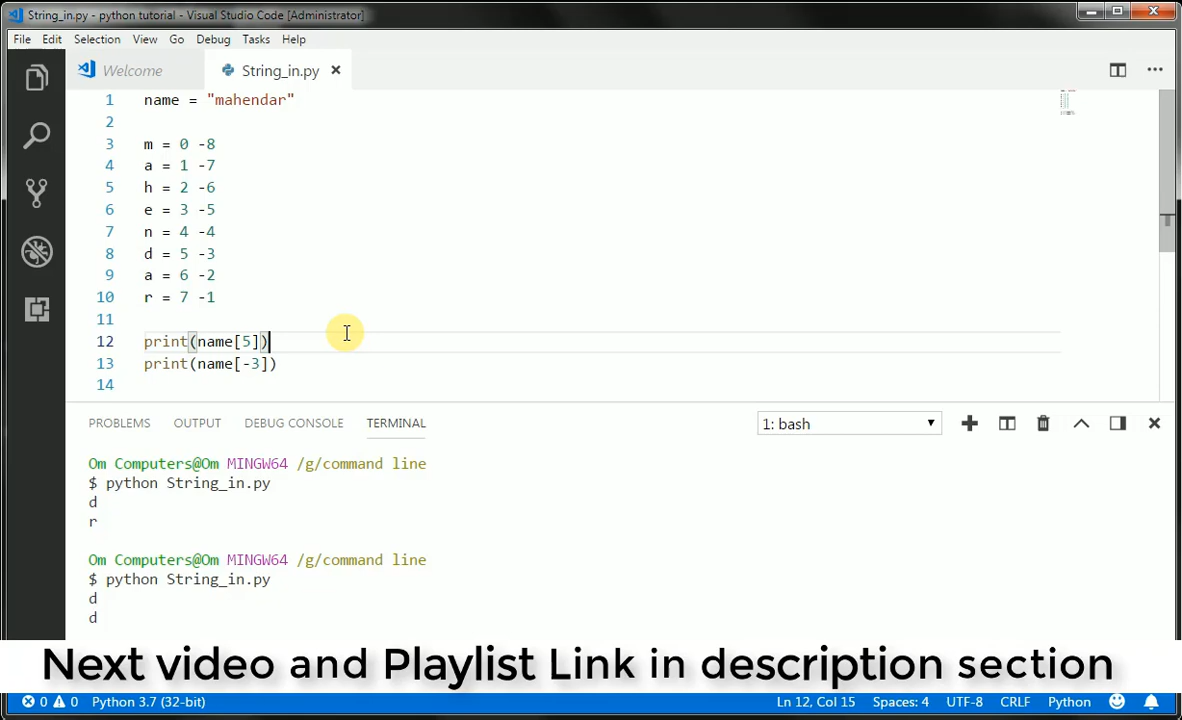 String_in.py - python tutorial - Visual Studio Code [Administrator]
File Edit Selection View Go Debug Tasks Help
Welcome String_in.py
1 name = "mahendar"
2
3 m = 0 -8
4 a = 1 -7
5 h = 2 -6
6 e = 3 -5
7 n = 4 -4
8 d = 5 -3
9 a = 6 -2
10 r = 7 -1
11
12 print(name[5])
13 print(name[-3])
14
PROBLEMS OUTPUT DEBUG CONSOLE TERMINAL 1: bash
Om Computers@Om MINGW64 /g/command line
$ python String_in.py
d
r
Om Computers@Om MINGW64 /g/command line
$ python String_in.py
d
d
Next video and Playlist Link in description section
0 0 Python 3.7 (32-bit) Ln 12, Col 15 Spaces: 4 UTF-8 CRLF Python